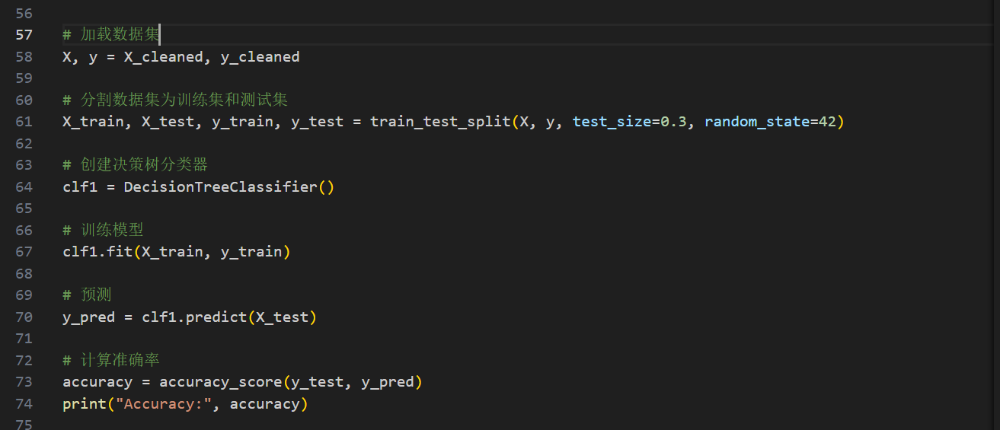 56
57 # 加载数据集
58 X, y = X_cleaned, y_cleaned
59
60 # 分割数据集为训练集和测试集
61 X_train, X_test, y_train, y_test = train_test_split(X, y, test_size=0.3, random_state=42)
62
63 # 创建决策树分类器
64 clf1 = DecisionTreeClassifier()
65
66 # 训练模型
67 clf1.fit(X_train, y_train)
68
69 # 预测
70 y_pred = clf1.predict(X_test)
71
72 # 计算准确率
73 accuracy = accuracy_score(y_test, y_pred)
74 print("Accuracy:", accuracy)
75